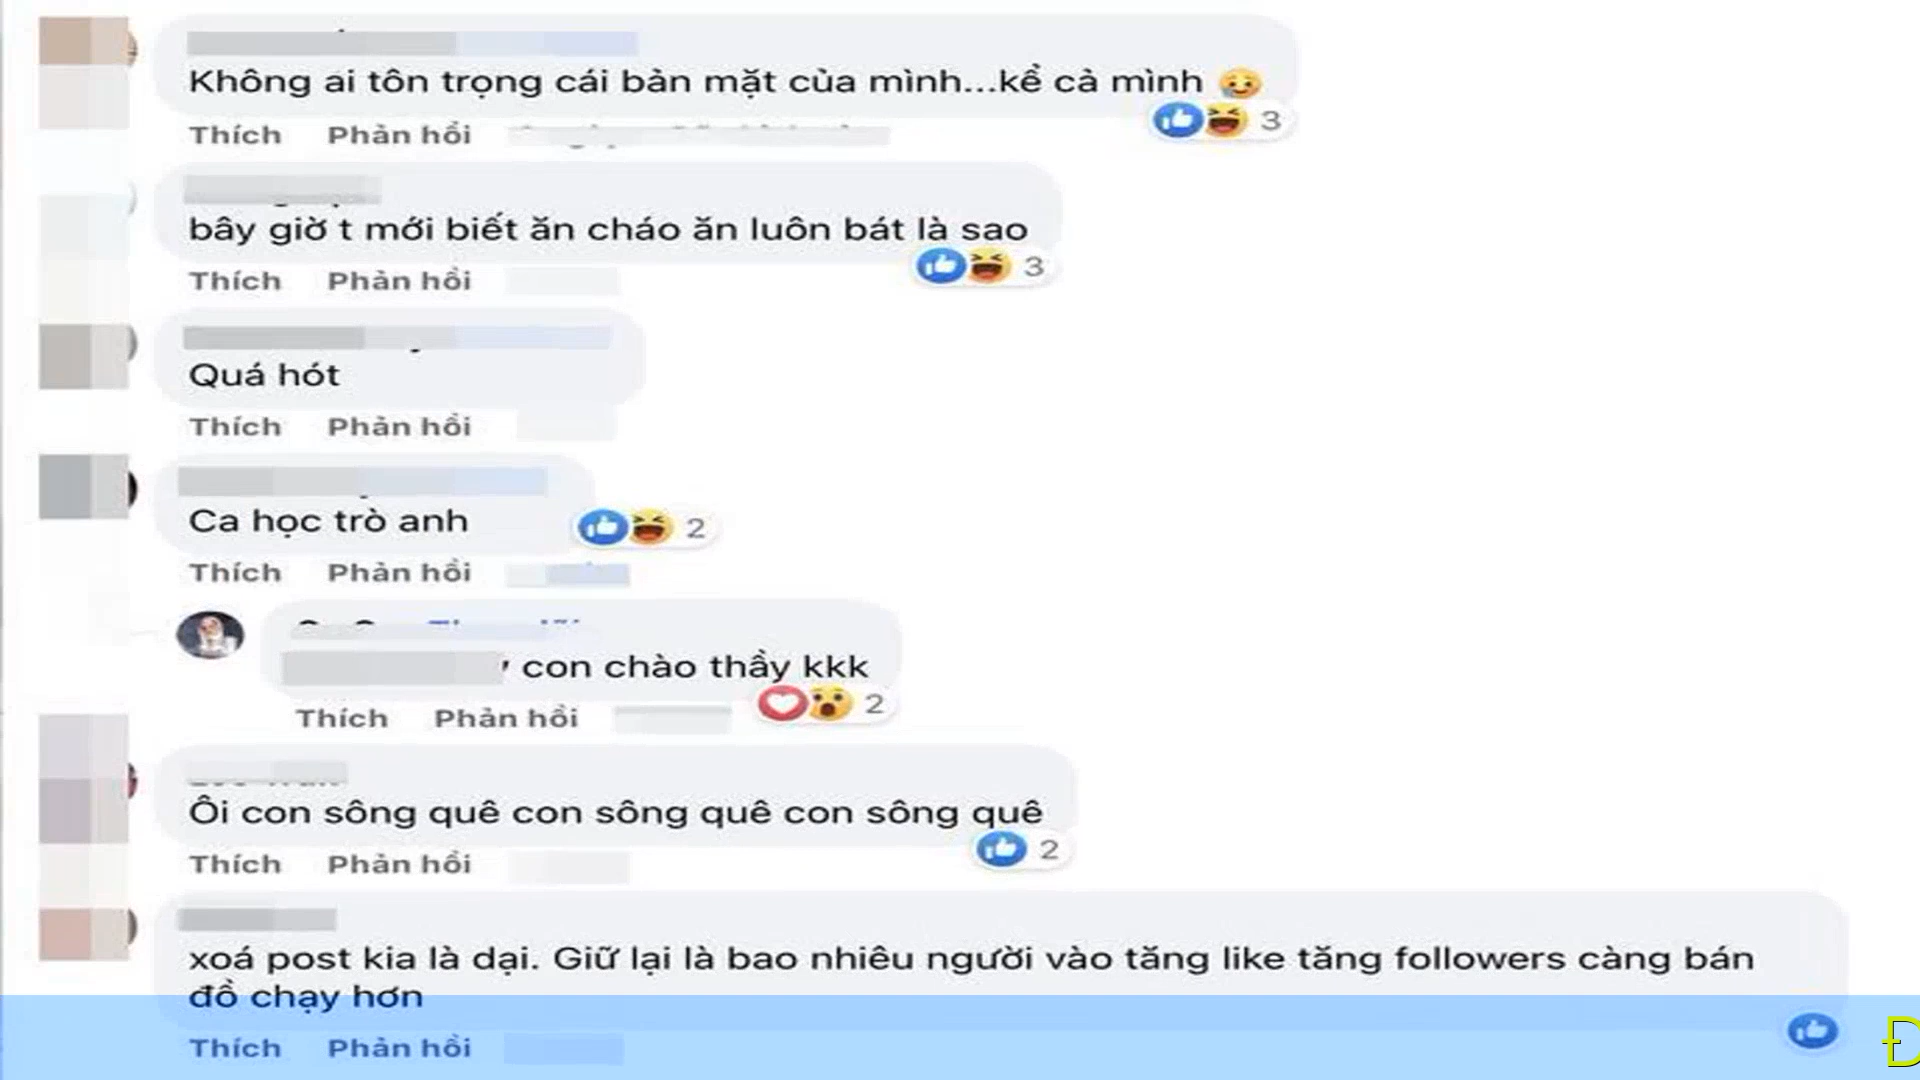 Không ai tôn trọng cái bản mặt của mình...kể cả mình
Thích Phản hồi 3
bây giờ t mới biết ăn cháo ăn luôn bát là sao
Thích Phản hồi 3
Quá hót
Thích Phản hồi
Ca học trò anh 2
Thích Phản hồi
con chào thầy kkk
Thích Phản hồi 2
Ôi con sông quê con sông quê con sông quê
Thích Phản hồi 2
xoá post kia là dại. Giữ lại là bao nhiêu người vào tăng like tăng followers càng bán
đồ chạy hơn
Thích Phản hồi
Đ